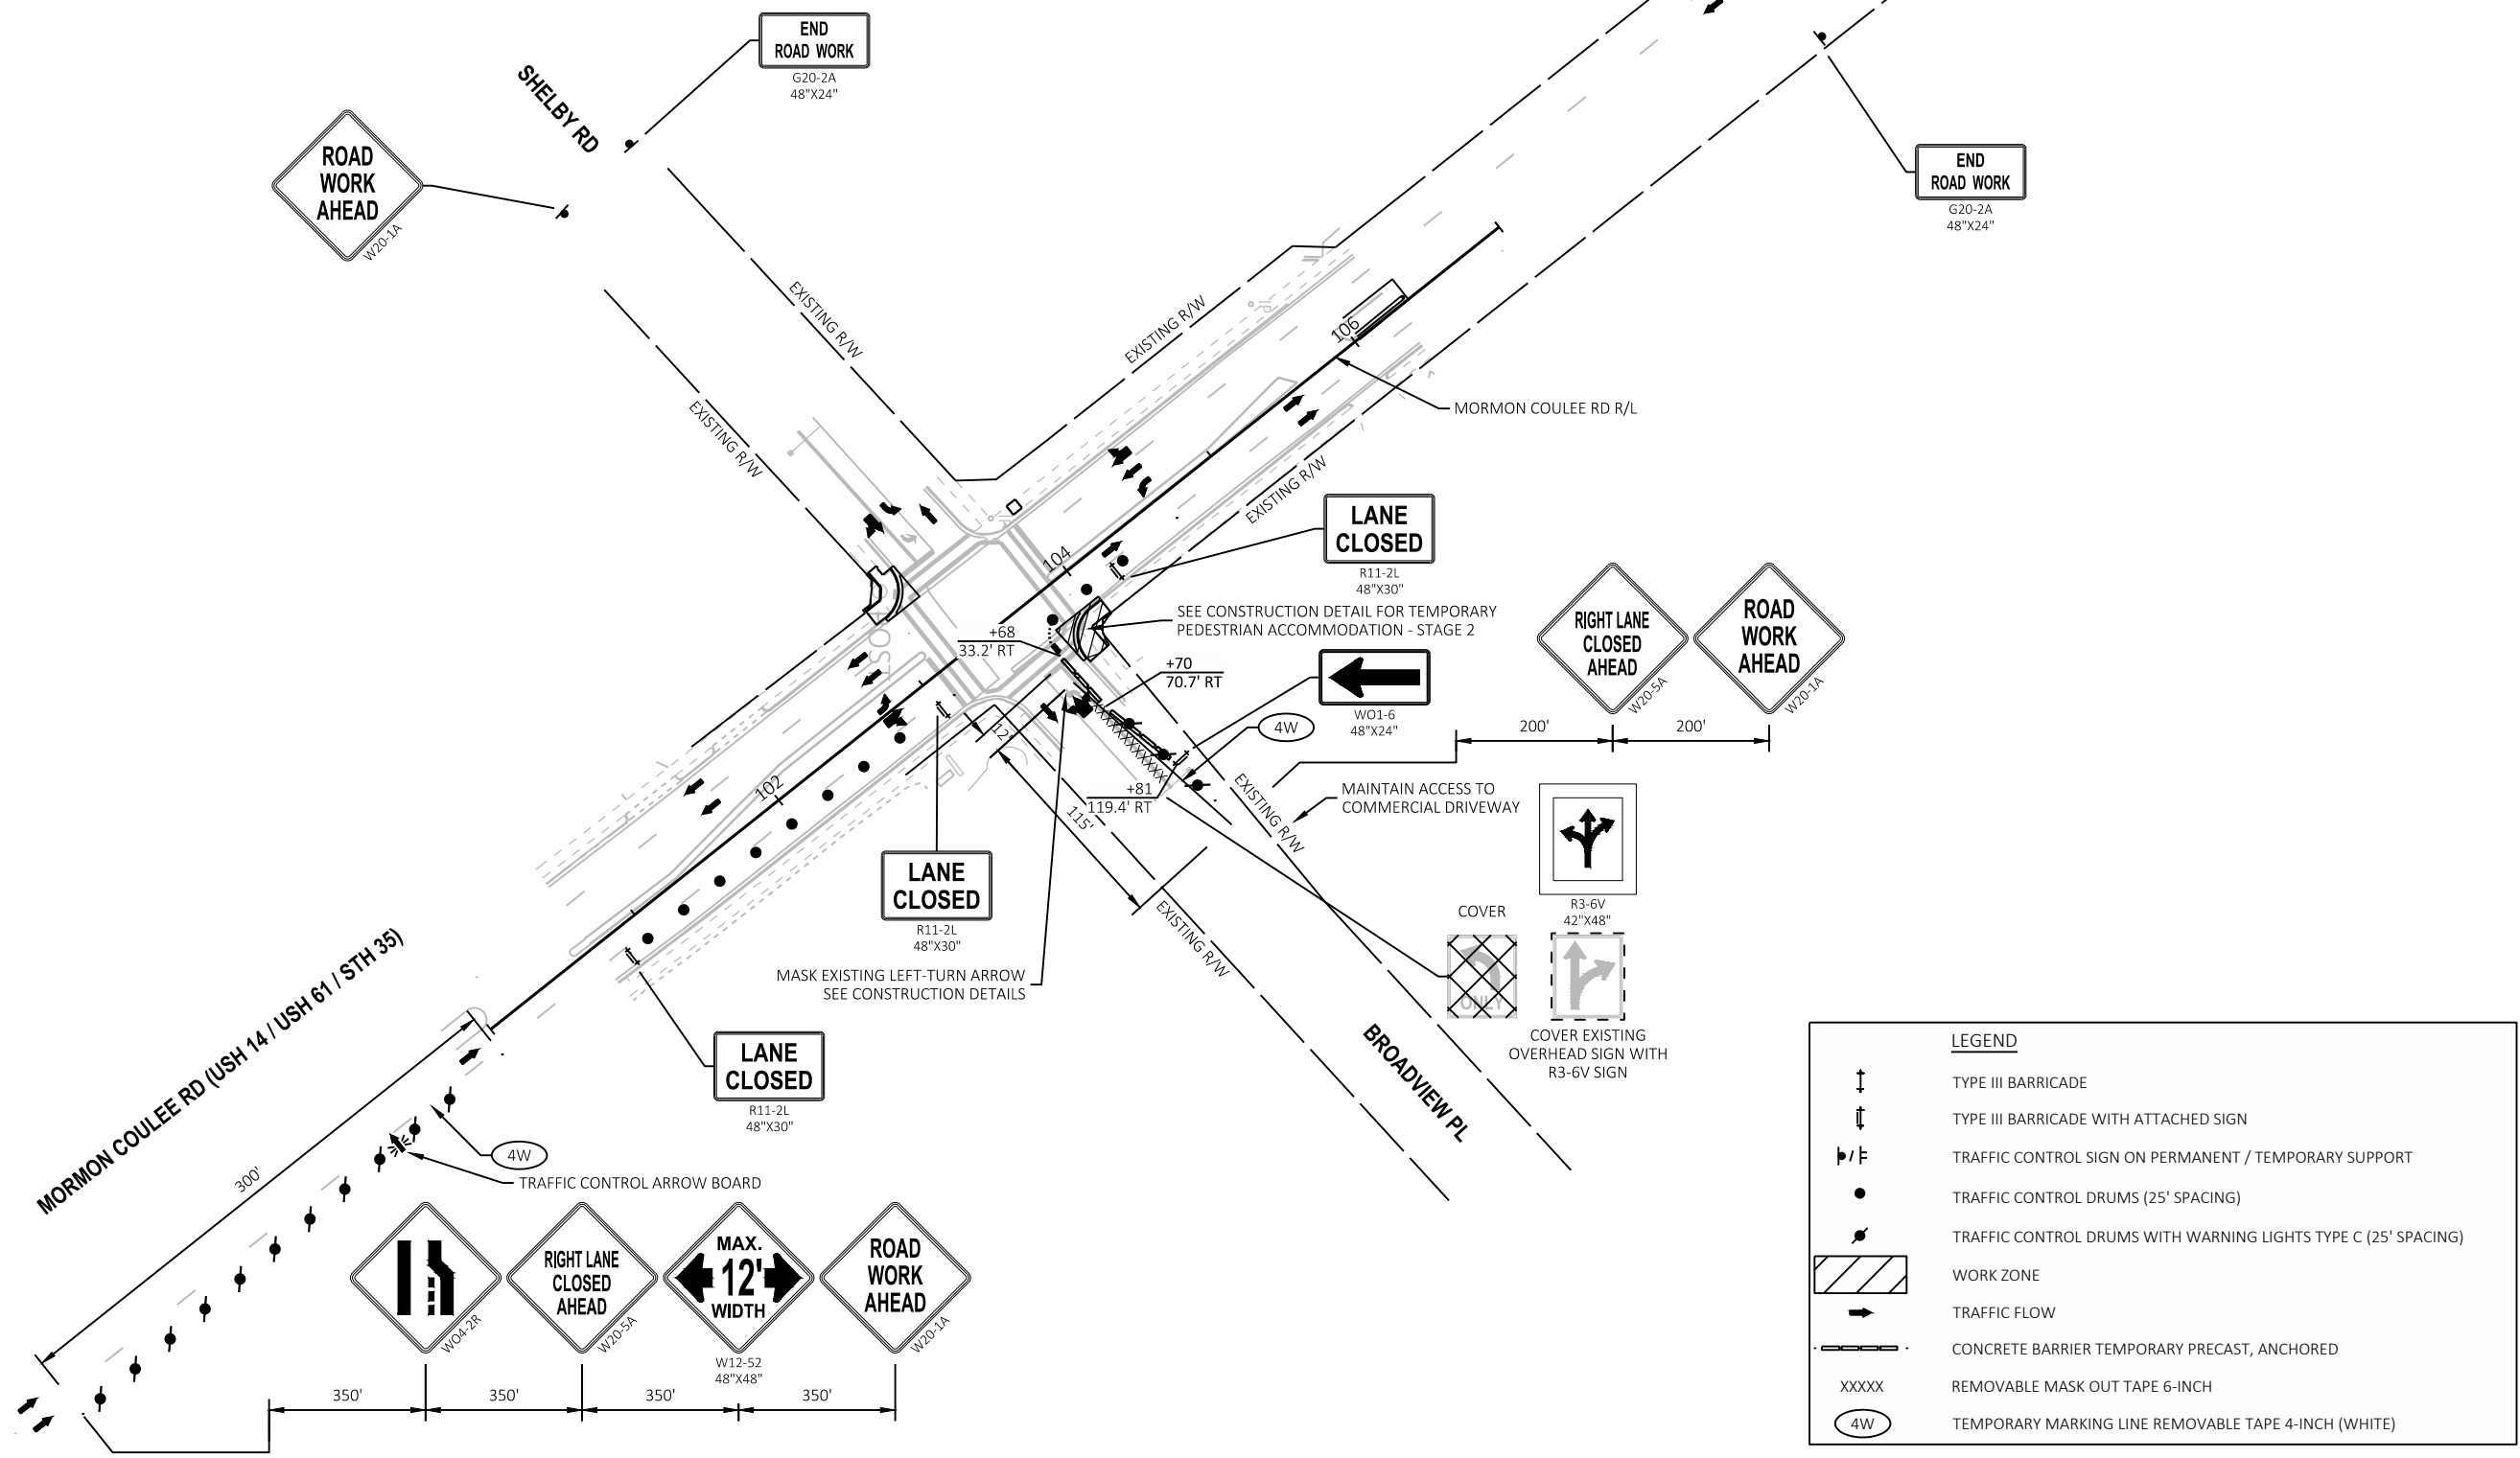 END
ROAD WORK
G20-2A
48"X24"
SHELBY RD
ROAD
WORK
AHEAD
W20-1A
END
ROAD WORK
G20-2A
48"X24"
EXISTING R/W
EXISTING R/W
EXISTING R/W
EXISTING R/W
106
MORMON COULEE RD R/L
LANE
CLOSED
R11-2L
48"X30"
104
SEE CONSTRUCTION DETAIL FOR TEMPORARY
PEDESTRIAN ACCOMMODATION - STAGE 2
+68
33.2' RT
+70
70.7' RT
WO1-6
48"X24"
4W
RIGHT LANE
CLOSED
AHEAD
W20-5A
ROAD
WORK
AHEAD
W20-1A
200'
200'
12'
XXXXXXXXXXXXX
+81
119.4' RT
115'
EXISTING R/W
MAINTAIN ACCESS TO
COMMERCIAL DRIVEWAY
102
LANE
CLOSED
R11-2L
48"X30"
EXISTING R/W
R3-6V
42"X48"
COVER
ONLY
COVER EXISTING
OVERHEAD SIGN WITH
R3-6V SIGN
MASK EXISTING LEFT-TURN ARROW
SEE CONSTRUCTION DETAILS
BROADVIEW PL
MORMON COULEE RD (USH 14 / USH 61 / STH 35)
LANE
CLOSED
R11-2L
48"X30"
300'
4W
TRAFFIC CONTROL ARROW BOARD
WO4-2R
RIGHT LANE
CLOSED
AHEAD
W20-5A
MAX.
12'
WIDTH
W12-52
48"X48"
ROAD
WORK
AHEAD
W20-1A
350'
350'
350'
350'
LEGEND
TYPE III BARRICADE
TYPE III BARRICADE WITH ATTACHED SIGN
TRAFFIC CONTROL SIGN ON PERMANENT / TEMPORARY SUPPORT
TRAFFIC CONTROL DRUMS (25' SPACING)
TRAFFIC CONTROL DRUMS WITH WARNING LIGHTS TYPE C (25' SPACING)
WORK ZONE
TRAFFIC FLOW
CONCRETE BARRIER TEMPORARY PRECAST, ANCHORED
XXXXX REMOVABLE MASK OUT TAPE 6-INCH
4W TEMPORARY MARKING LINE REMOVABLE TAPE 4-INCH (WHITE)